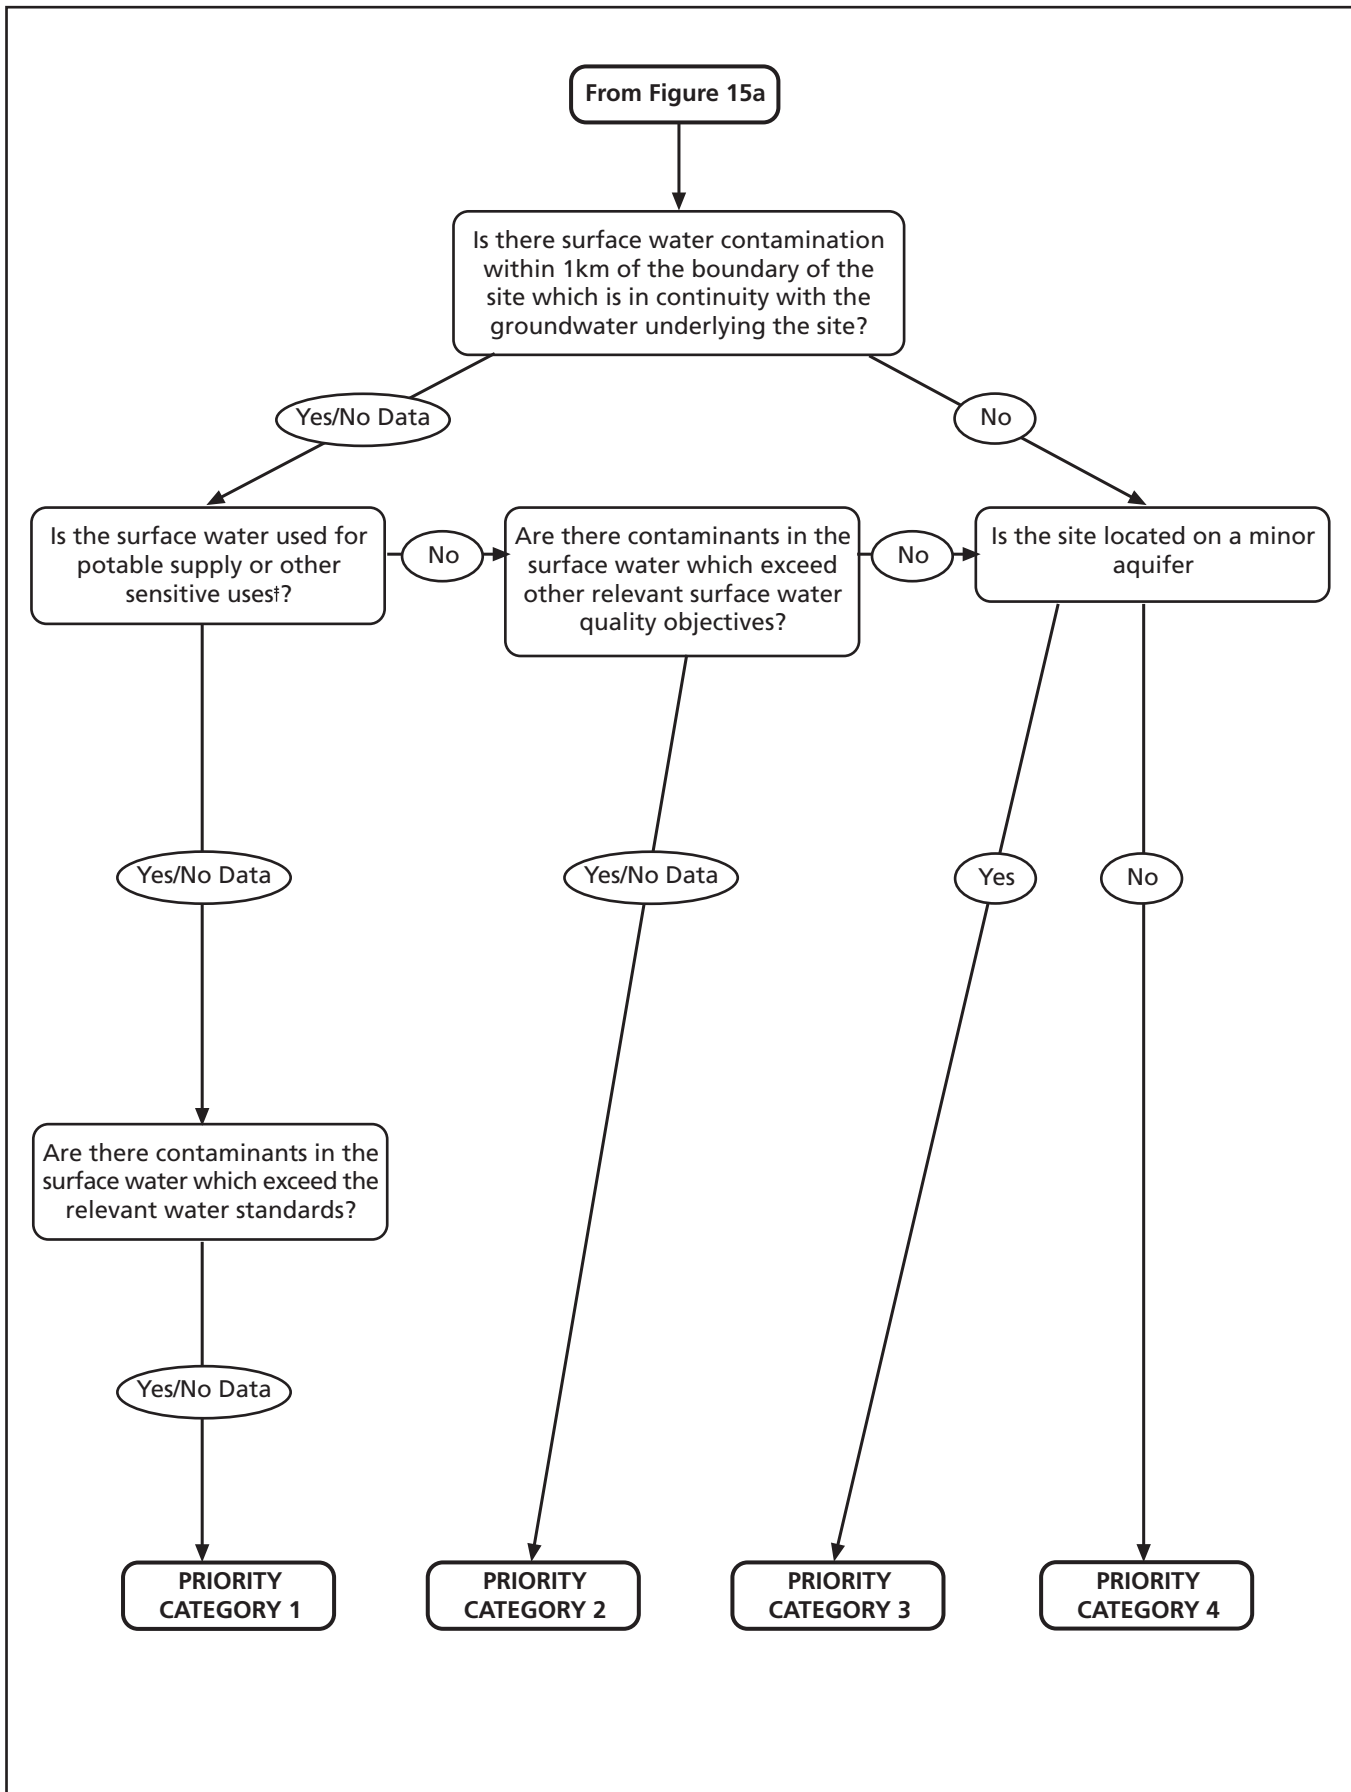 From Figure 15a
Is there surface water contamination
within 1km of the boundary of the
site which is in continuity with the
groundwater underlying the site?
Yes/No Data
No
Is the surface water used for
potable supply or other
sensitive uses‡?
No
Are there contaminants in the
surface water which exceed
other relevant surface water
quality objectives?
No
Is the site located on a minor
aquifer
Yes/No Data
Yes/No Data
Yes
No
Are there contaminants in the
surface water which exceed the
relevant water standards?
Yes/No Data
PRIORITY
CATEGORY 1
PRIORITY
CATEGORY 2
PRIORITY
CATEGORY 3
PRIORITY
CATEGORY 4